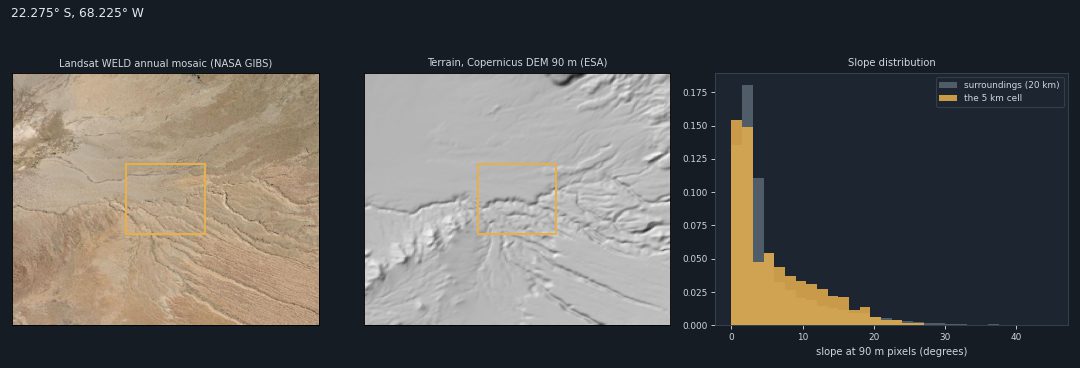 22.275° S, 68.225° W
Landsat WELD annual mosaic (NASA GIBS)
Terrain, Copernicus DEM 90 m (ESA)
Slope distribution
surroundings (20 km)
the 5 km cell
0.175
0.150
0.125
0.100
0.075
0.050
0.025
0.000
0 10 20 30 40
slope at 90 m pixels (degrees)